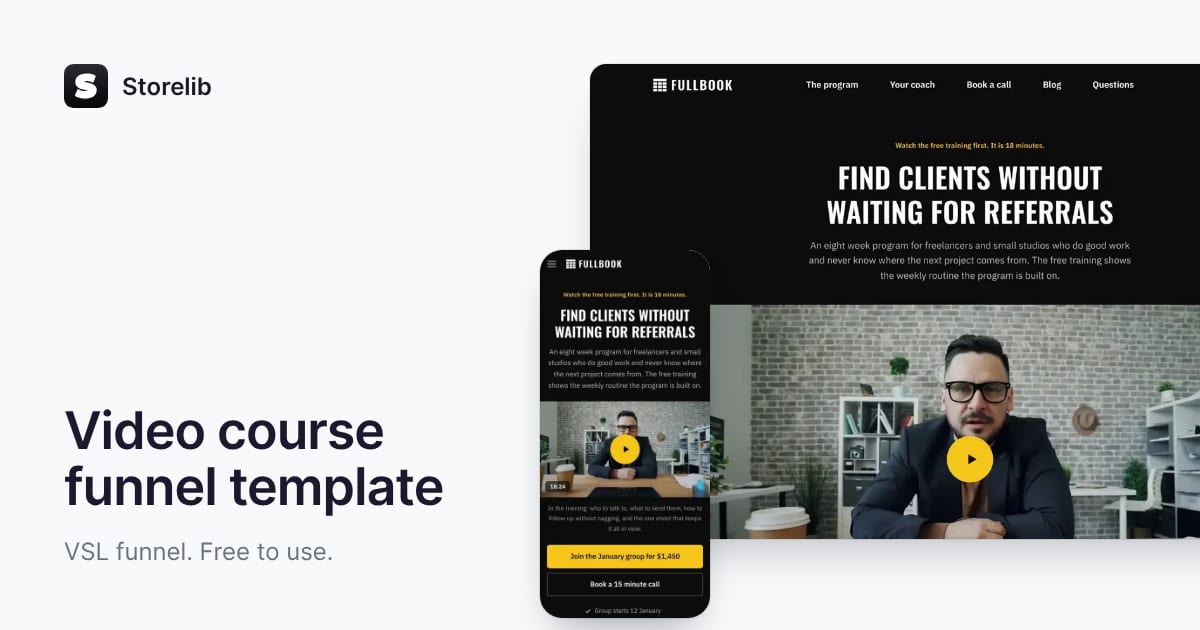 Storelib
Video course
funnel template
VSL funnel. Free to use.
FULLBOOK
The program
Your coach
Book a call
Blog
Questions
Watch the free training first. It is 18 minutes.
FIND CLIENTS WITHOUT
WAITING FOR REFERRALS
An eight week program for freelancers and small studios who do good work
and never know where the next project comes from. The free training shows
the weekly routine the program is built on.
FULLBOOK
Watch the free training first. It is 18 minutes.
FIND CLIENTS WITHOUT
WAITING FOR REFERRALS
An eight week program for freelancers and small
studios who do good work and never know where
the next project comes from. The free training
shows the weekly routine the program is built on.
18:24
In the training: who to talk to, what to send them, how to
follow up without nagging, and the one sheet that keeps
it all in view.
Join the January group for $1,450
Book a 15 minute call
Group starts 12 January